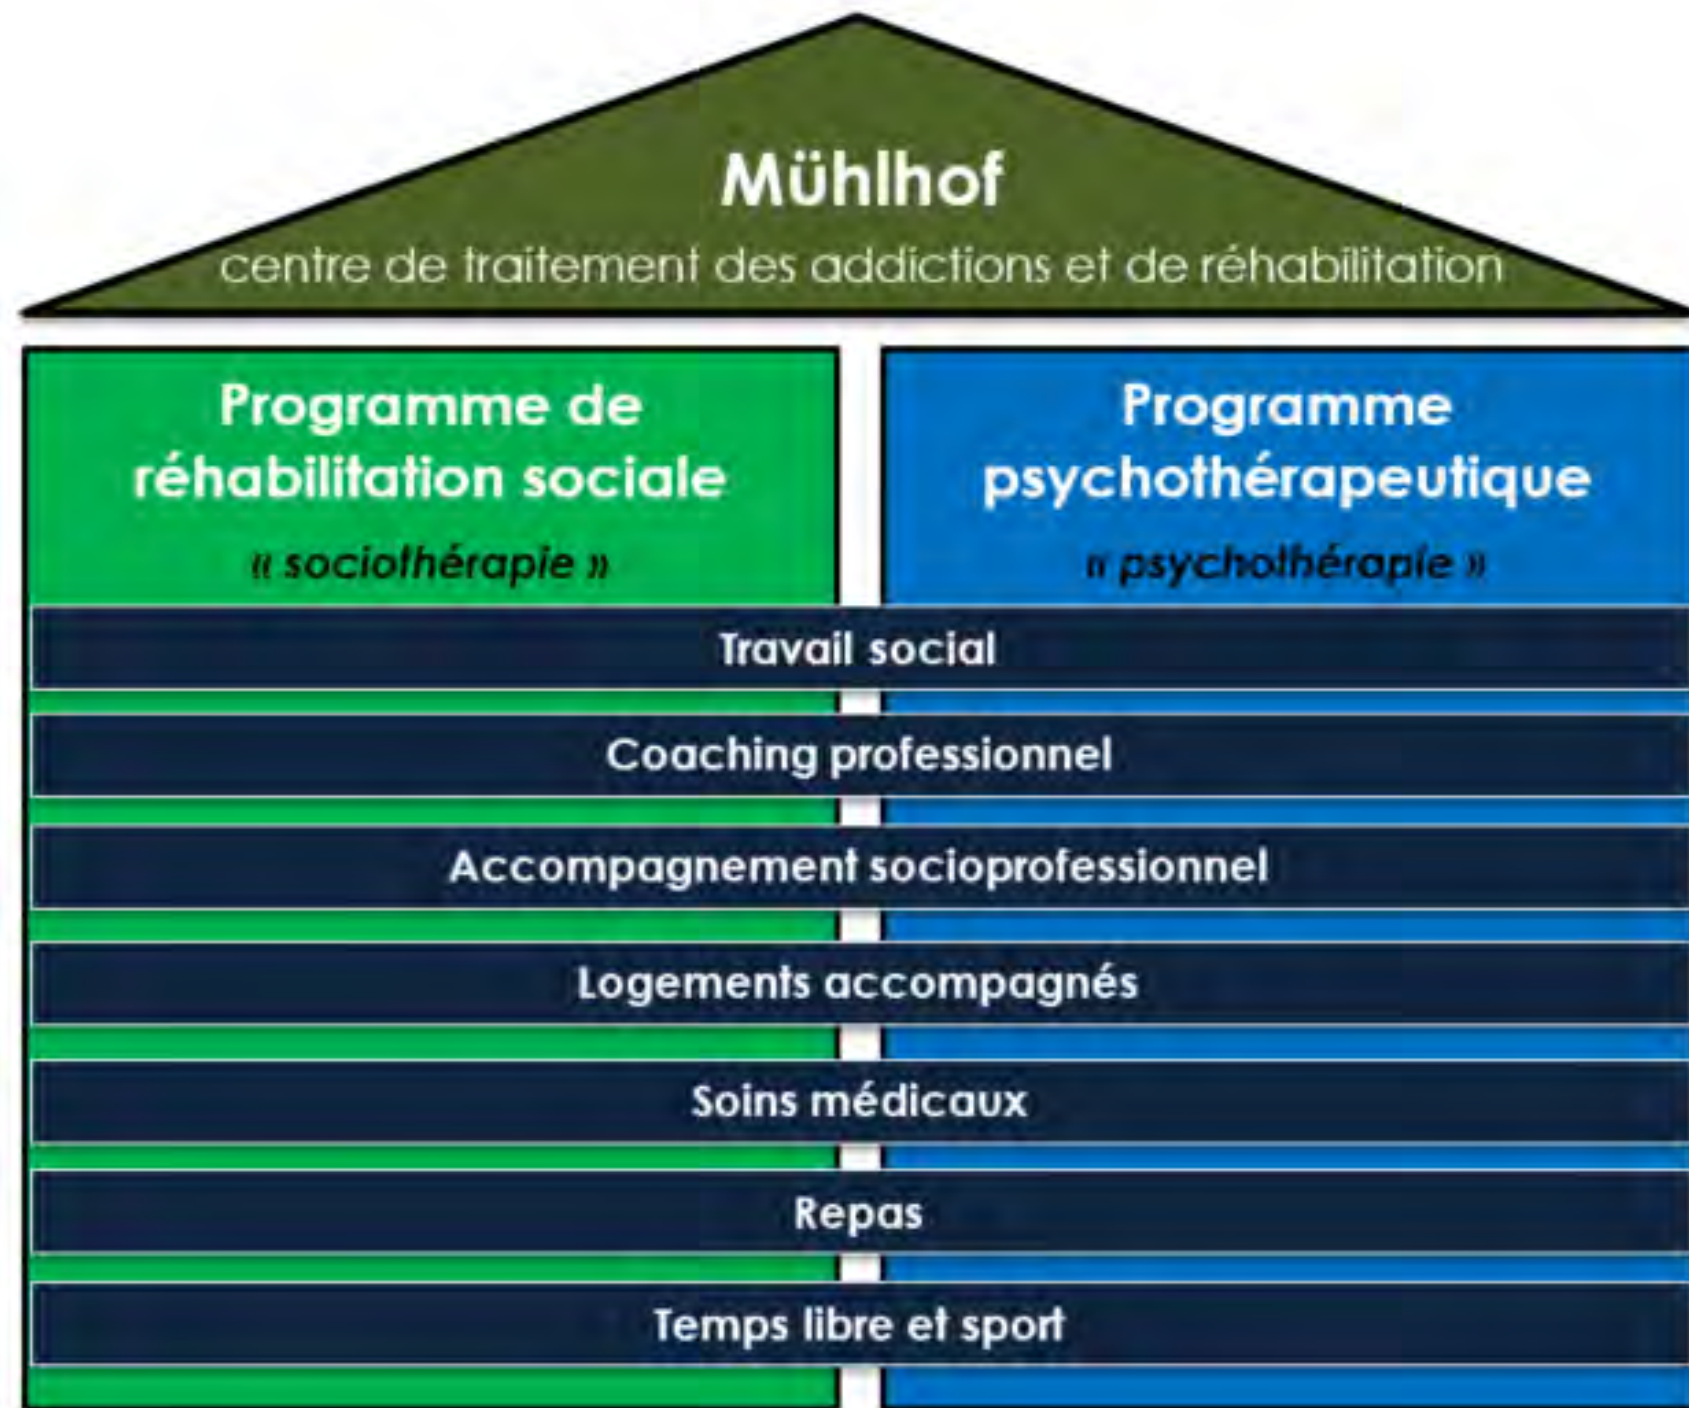 Mühlhof
centre de traitement des addictions et de réhabilitation
Programme de
réhabilitation sociale
« sociothérapie »
Programme
psychothérapeutique
« psychothérapie »
Travail social
Coaching professionnel
Accompagnement socioprofessionnel
Logements accompagnés
Soins médicaux
Repas
Temps libre et sport